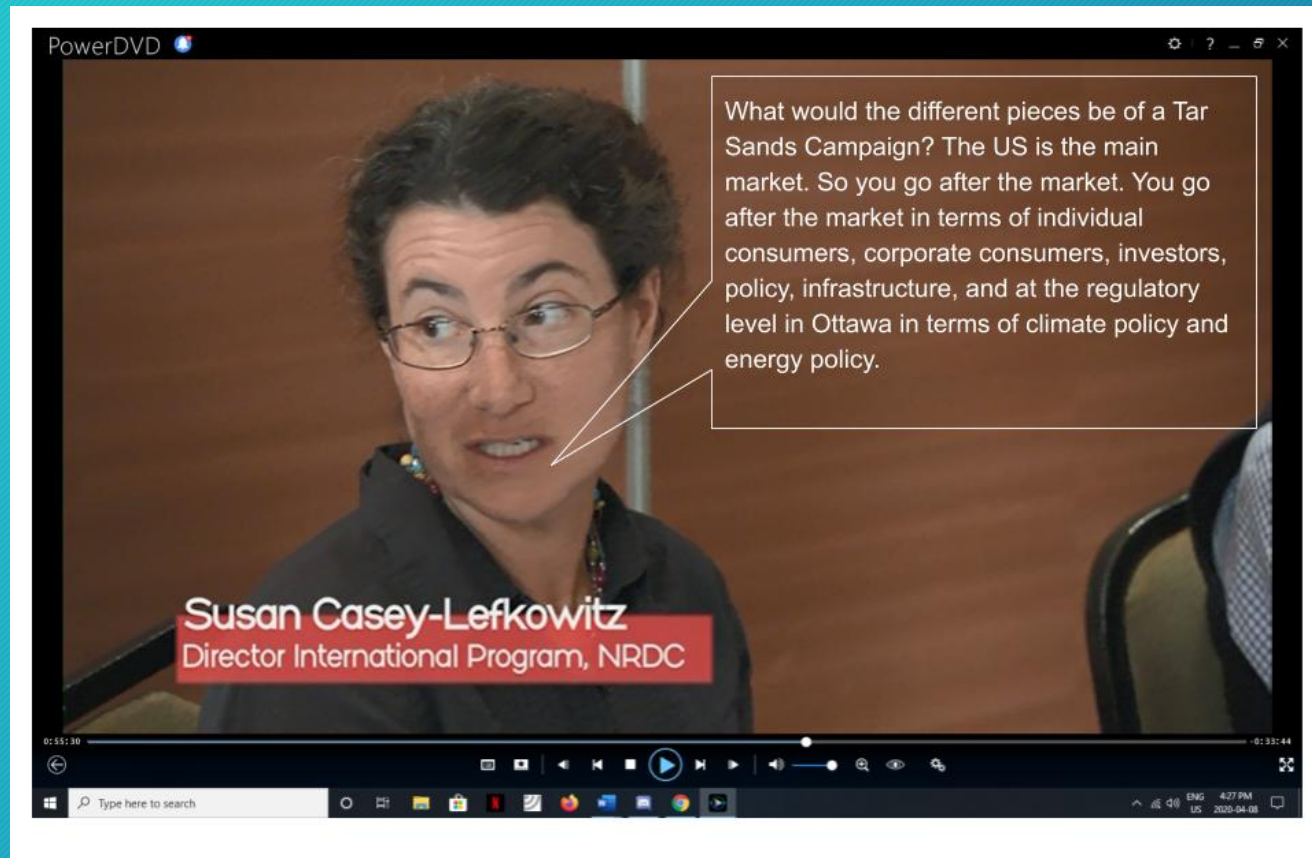 PowerDVD
?
What would the different pieces be of a Tar
Sands Campaign? The US is the main
market. So you go after the market. You go
after the market in terms of individual
consumers, corporate consumers, investors,
policy, infrastructure, and at the regulatory
level in Ottawa in terms of climate policy and
energy policy.
Susan Casey-Lefkowitz
Director International Program, NRDC
0:55:30
-0:33:44
Type here to search
ENG
US
4:27 PM
2020-04-08